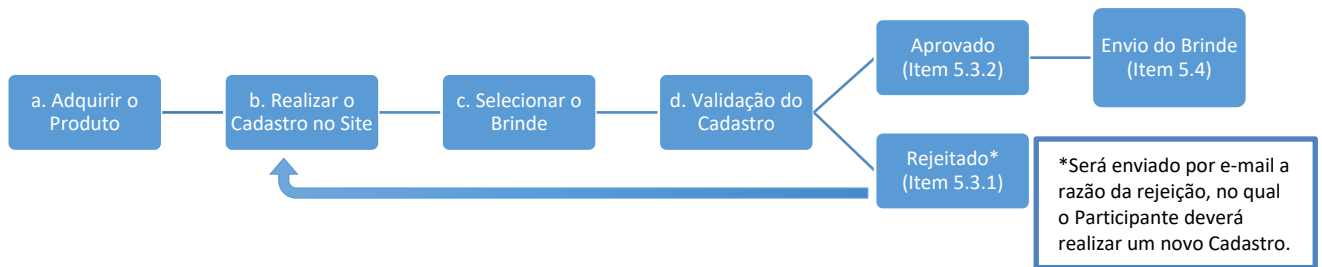 a. Adquirir o
Produto
b. Realizar o
Cadastro no Site
c. Selecionar o
Brinde
d. Validação do
Cadastro
Aprovado
(Item 5.3.2)
Envio do Brinde
(Item 5.4)
Rejeitado*
(Item 5.3.1)
*Será enviado por e-mail a
razão da rejeição, no qual
o Participante deverá
realizar um novo Cadastro.